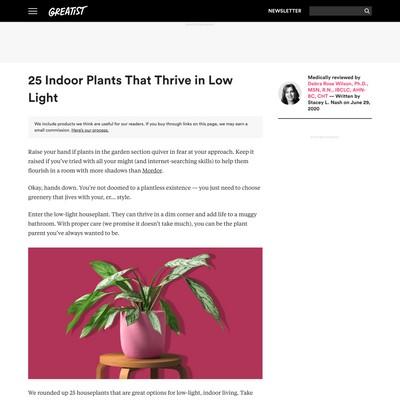 GREATIST
NEWSLETTER
25 Indoor Plants That Thrive in Low
Light
We include products we think are useful for our readers. If you buy through links on this page, we may earn a
small commission. Here's our process.
Medically reviewed by
Debra Rose Wilson, Ph.D.,
MSN, R.N., IBCLC, AHN-
BC, CHT — Written by
Stacey L. Nash on June 29,
2020
Raise your hand if plants in the garden section quiver in fear at your approach. Keep it
raised if you've tried with all your might (and internet-searching skills) to help them
flourish in a room with more shadows than Mordor.
Okay, hands down. You're not doomed to a plantless existence — you just need to choose
greenery that jives with your, er... style.
Enter the low-light houseplant. They can thrive in a dim corner and add life to a muggy
bathroom. With proper care (we promise it doesn't take much), you can be the plant
parent you've always wanted to be.
We rounded up 25 houseplants that are great options for low-light, indoor living. Take